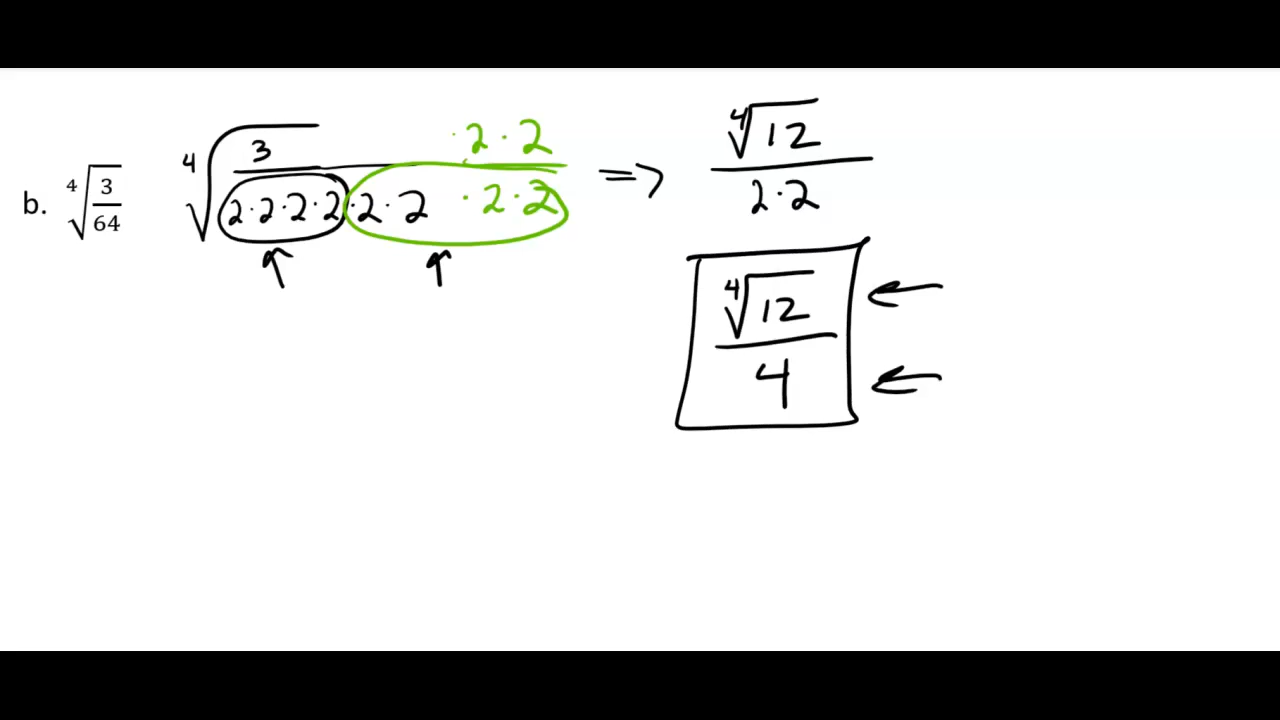 b. ⁴√(3/64) ⁴√(3 · 2 · 2 / 2 · 2 · 2 · 2 · 2 · 2 · 2 · 2) => ⁴√12 / 2 · 2
⁴√12 / 4